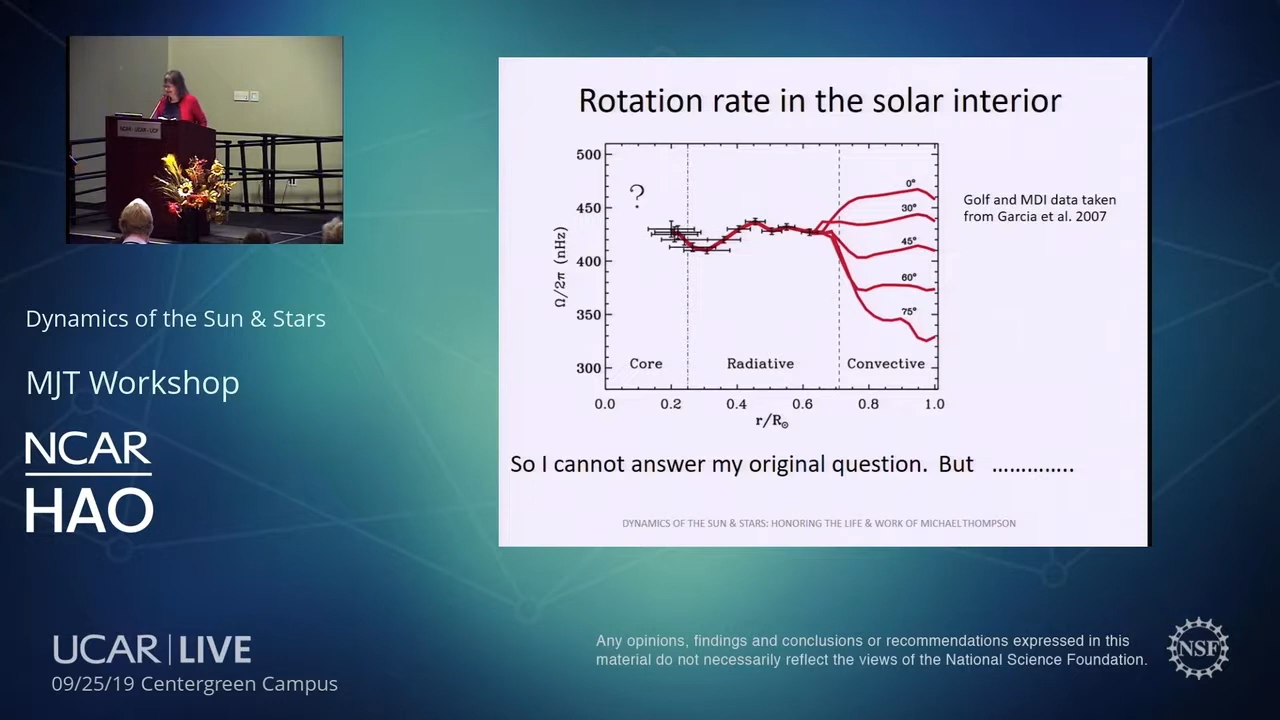 UCAR - UCP
Dynamics of the Sun & Stars
MJT Workshop
NCAR
HAO
UCAR | LIVE
09/25/19 Centergreen Campus
Rotation rate in the solar interior
500
450
400
350
300
Ω/2π (nHz)
?
0°
30°
45°
60°
75°
Core
Radiative
Convective
0.0 0.2 0.4 0.6 0.8 1.0
r/R⊙
Golf and MDI data taken
from Garcia et al. 2007
So I cannot answer my original question. But …………..
DYNAMICS OF THE SUN & STARS: HONORING THE LIFE & WORK OF MICHAEL THOMPSON
Any opinions, findings and conclusions or recommendations expressed in this
material do not necessarily reflect the views of the National Science Foundation.
NSF